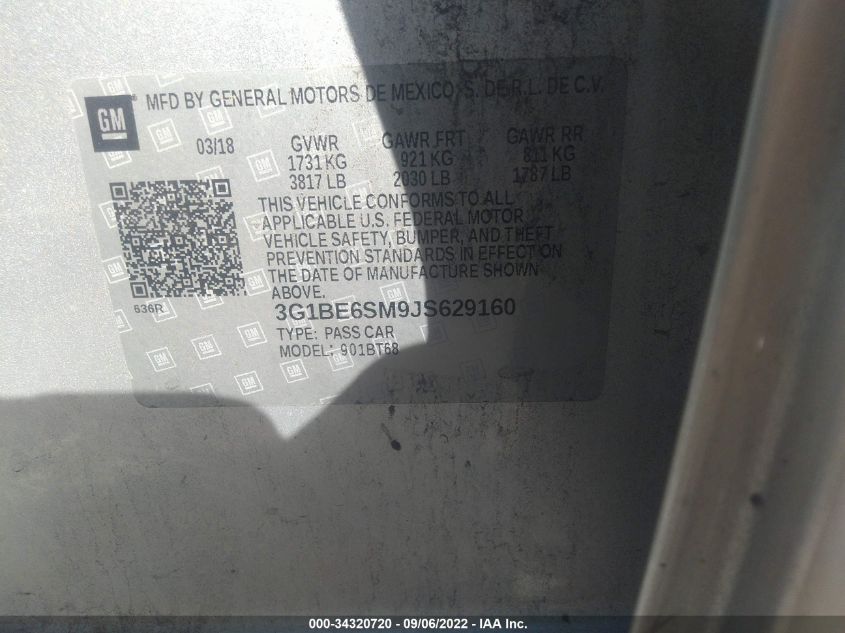 GM® MFD BY GENERAL MOTORS DE MEXICO, S. DE R.L. DE C.V.
03/18 GVWR GAWR FRT GAWR RR
1731 KG 921 KG 811 KG
3817 LB 2030 LB 1787 LB
THIS VEHICLE CONFORMS TO ALL
APPLICABLE U.S. FEDERAL MOTOR
VEHICLE SAFETY, BUMPER, AND THEFT
PREVENTION STANDARDS IN EFFECT ON
THE DATE OF MANUFACTURE SHOWN
ABOVE.
636R
3G1BE6SM9JS629160
TYPE: PASS CAR
MODEL: 901BT68
000-34320720 - 09/06/2022 - IAA Inc.